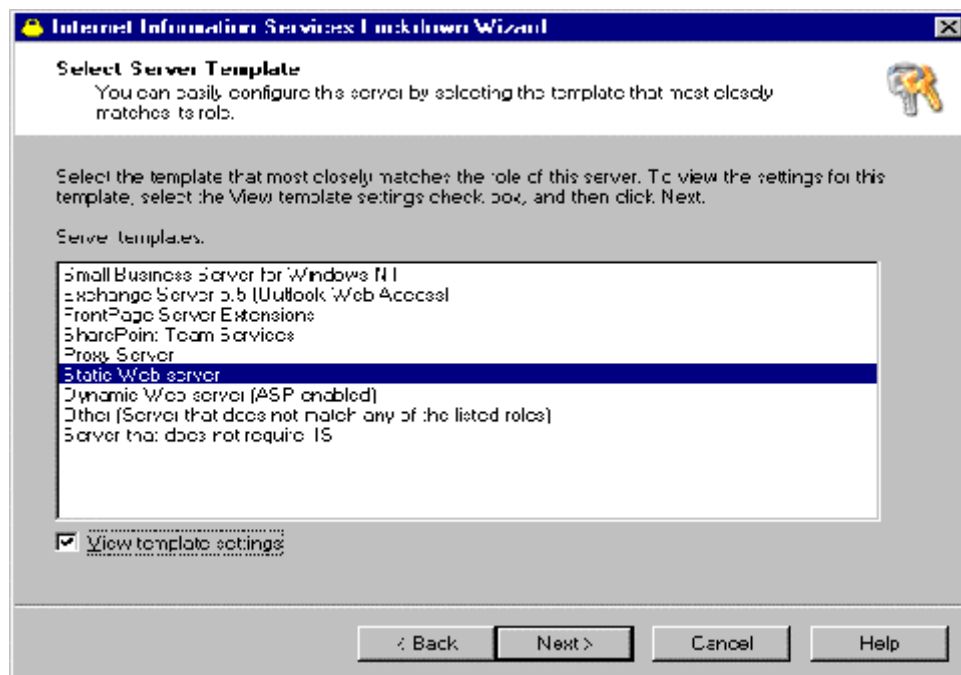 Internet Information Services Lockdown Wizard
Select Server Template
You can easily configure this server by selecting the template that most closely
matches its role.
Select the template that most closely matches the role of this server. To view the settings for this
template, select the View template settings check box, and then click Next.
Server templates:
Small Business Server for Windows NT
Exchange Server 5.5 (Outlook Web Access)
FrontPage Server Extensions
SharePoint Team Services
Proxy Server
Static Web server
Dynamic Web server (ASP enabled)
Other (Server that does not match any of the listed roles)
Server that does not require IIS
View template settings
< Back
Next >
Cancel
Help